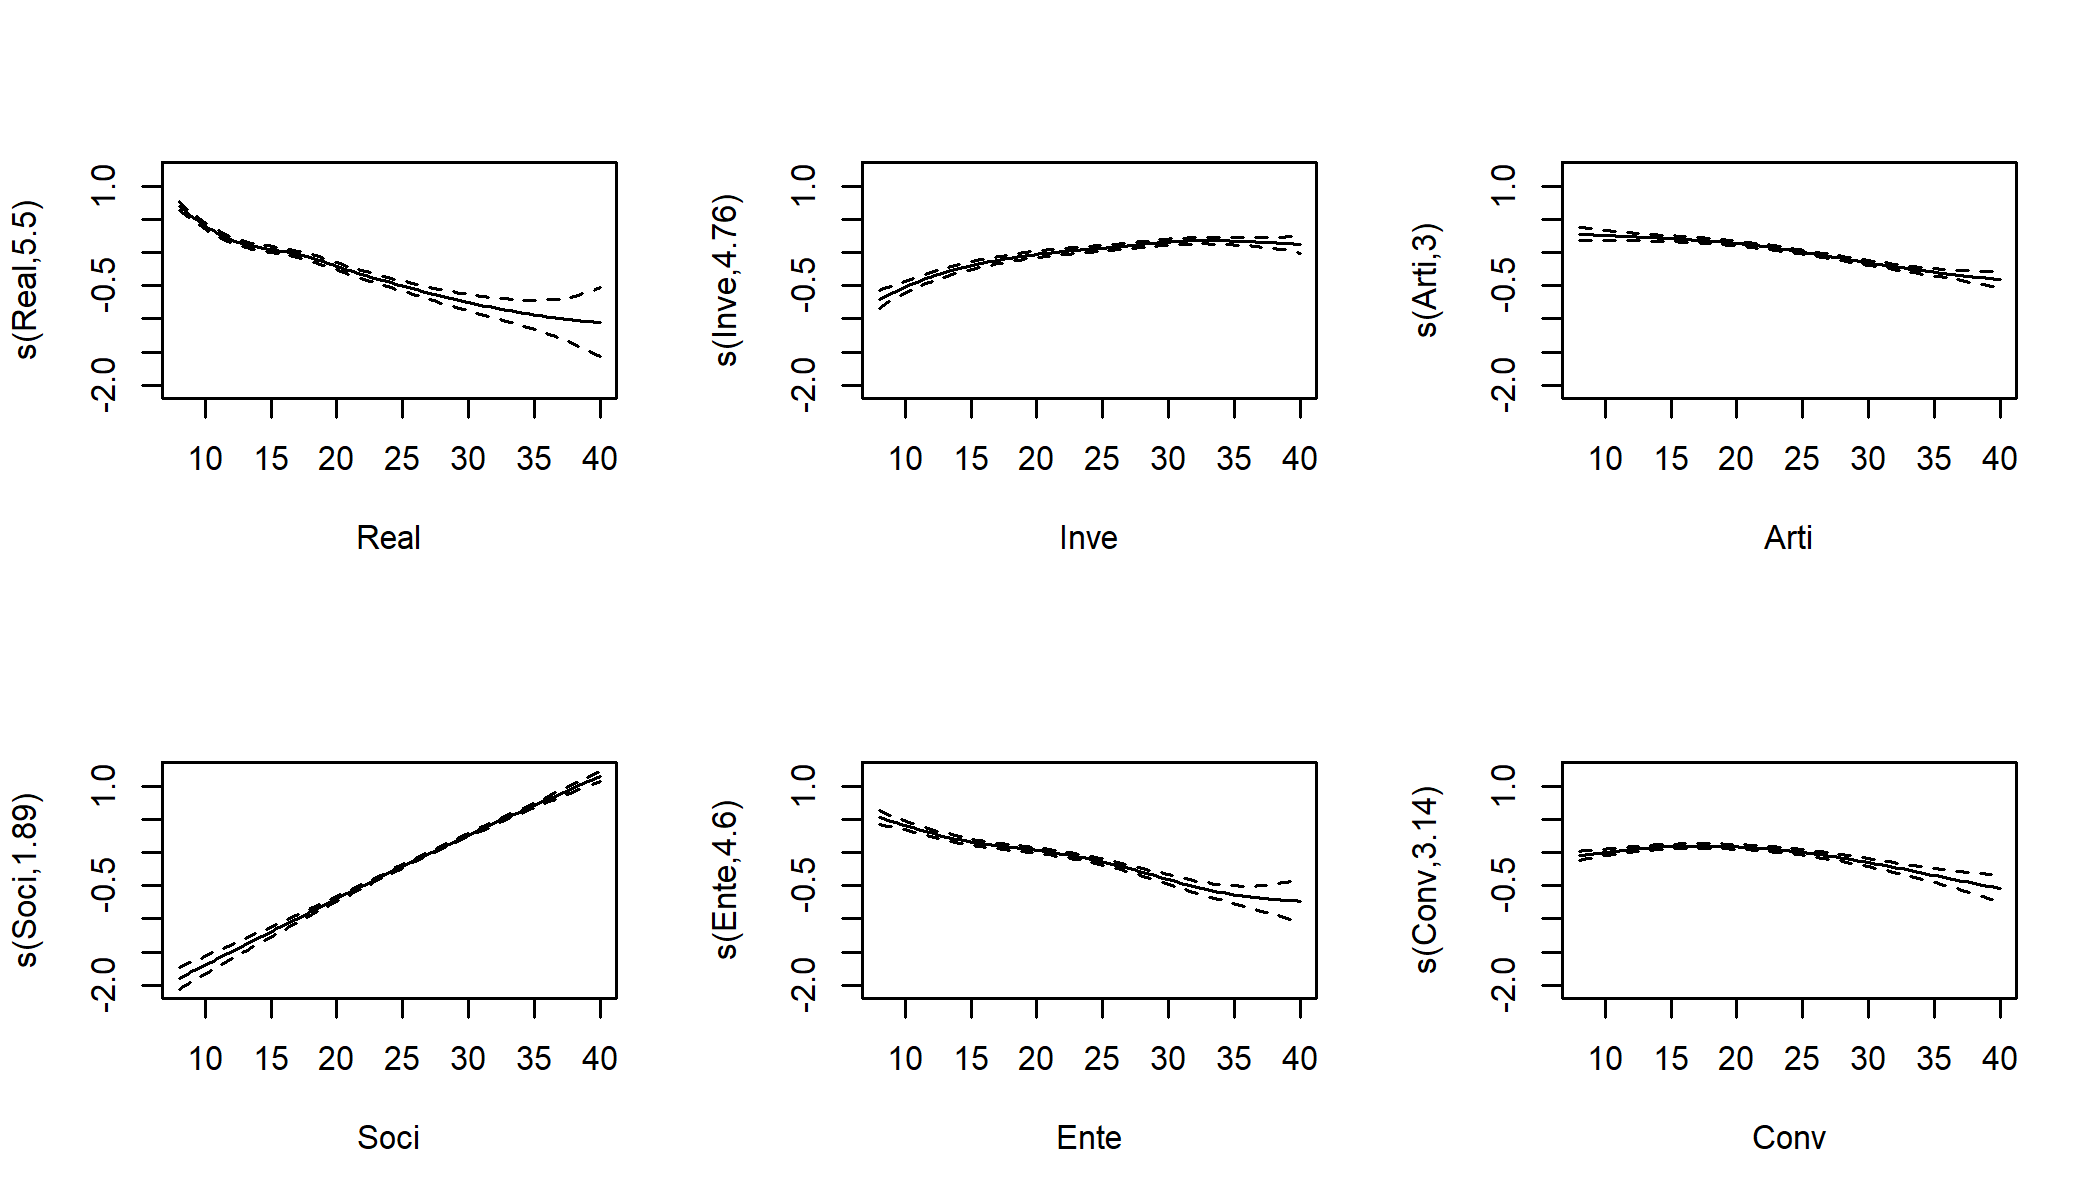 s(Real,5.5)
1.0
-0.5
-2.0
10 15 20 25 30 35 40
Real
s(Inve,4.76)
1.0
-0.5
-2.0
10 15 20 25 30 35 40
Inve
s(Arti,3)
1.0
-0.5
-2.0
10 15 20 25 30 35 40
Arti
s(Soci,1.89)
1.0
-0.5
-2.0
10 15 20 25 30 35 40
Soci
s(Ente,4.6)
1.0
-0.5
-2.0
10 15 20 25 30 35 40
Ente
s(Conv,3.14)
1.0
-0.5
-2.0
10 15 20 25 30 35 40
Conv